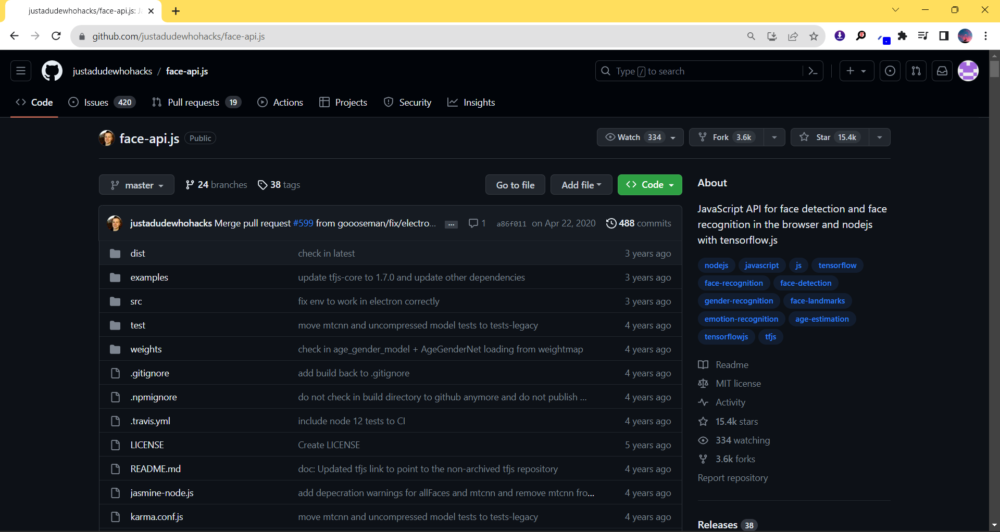 justadudewhohacks/face-api.js: Ja
github.com/justadudewhohacks/face-api.js
justadudewhohacks / face-api.js
Type / to search
Code
Issues 420
Pull requests 19
Actions
Projects
Security
Insights
face-api.js Public
Watch 334
Fork 3.6k
Star 15.4k
master
24 branches
38 tags
Go to file
Add file
Code
justadudewhohacks Merge pull request #599 from goooseman/fix/electro... ... 1 a86f011 on Apr 22, 2020 488 commits
dist check in latest 3 years ago
examples update tfjs-core to 1.7.0 and update other dependencies 3 years ago
src fix env to work in electron correctly 3 years ago
test move mtcnn and uncompressed model tests to tests-legacy 4 years ago
weights check in age_gender_model + AgeGenderNet loading from weightmap 4 years ago
.gitignore add build back to .gitignore 4 years ago
.npmignore do not check in build directory to github anymore and do not publish ... 4 years ago
.travis.yml include node 12 tests to CI 4 years ago
LICENSE Create LICENSE 5 years ago
README.md doc: Updated tfjs link to point to the non-archived tfjs repository 4 years ago
jasmine-node.js add depecration warnings for allFaces and mtcnn and remove mtcnn fro... 4 years ago
karma.conf.js move mtcnn and uncompressed model tests to tests-legacy 4 years ago
About
JavaScript API for face detection and face
recognition in the browser and nodejs
with tensorflow.js
nodejs javascript js tensorflow
face-recognition face-detection
gender-recognition face-landmarks
emotion-recognition age-estimation
tensorflowjs tfjs
Readme
MIT license
Activity
15.4k stars
334 watching
3.6k forks
Report repository
Releases 38